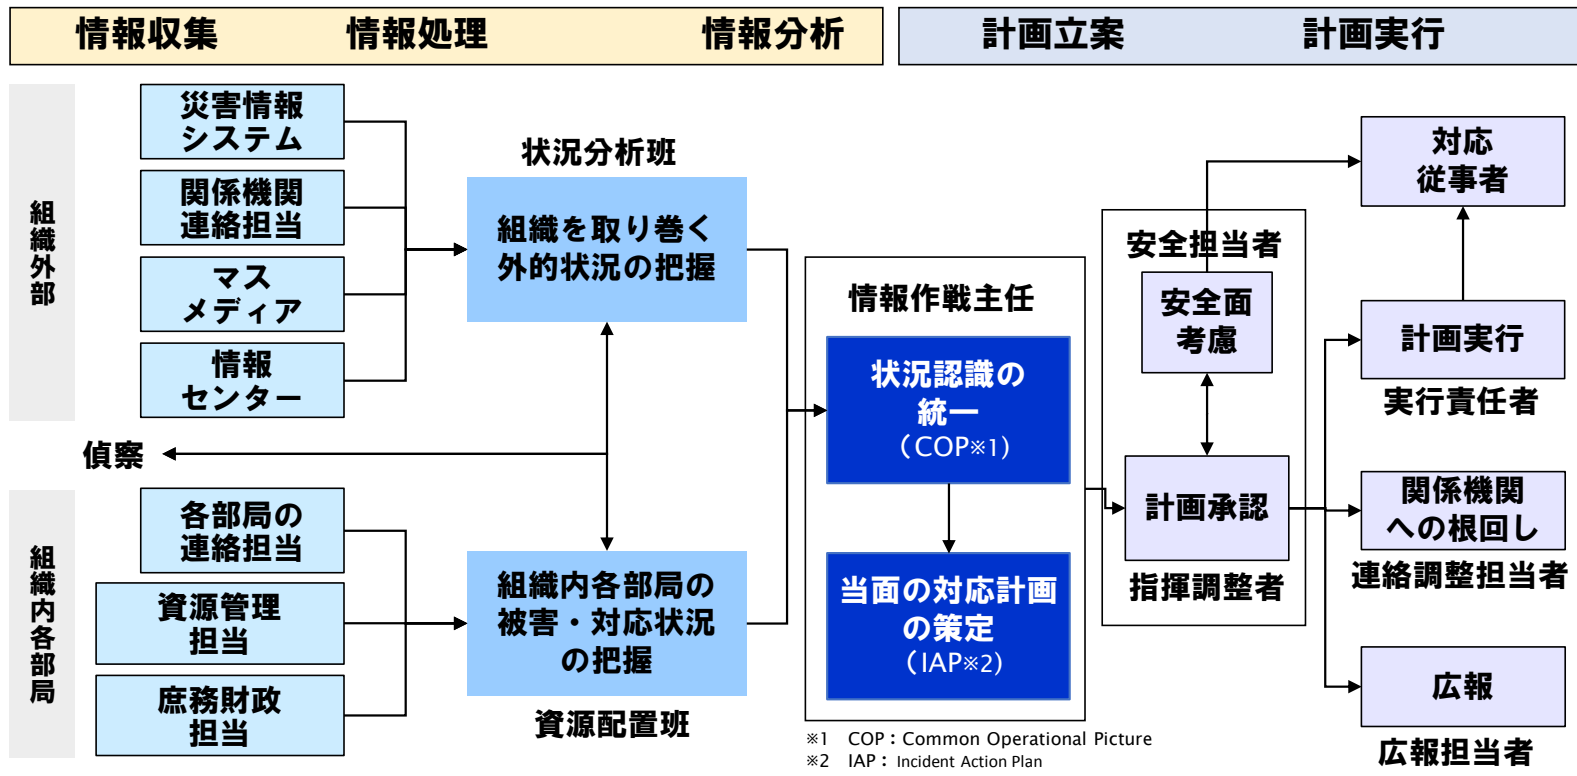 情報収集
情報処理
情報分析
計画立案
計画実行
組織外部
災害情報
システム
関係機関
連絡担当
マス
メディア
情報
センター
偵察
組織内各部局
各部局の
連絡担当
資源管理
担当
庶務財政
担当
状況分析班
組織を取り巻く
外的状況の把握
組織内各部局の
被害・対応状況
の把握
資源配置班
情報作戦主任
状況認識の
統一
（COP※1）
当面の対応計画
の策定
（IAP※2）
※1 COP：Common Operational Picture
※2 IAP：Incident Action Plan
安全担当者
安全面
考慮
計画承認
指揮調整者
対応
従事者
計画実行
実行責任者
関係機関
への根回し
連絡調整担当者
広報
広報担当者